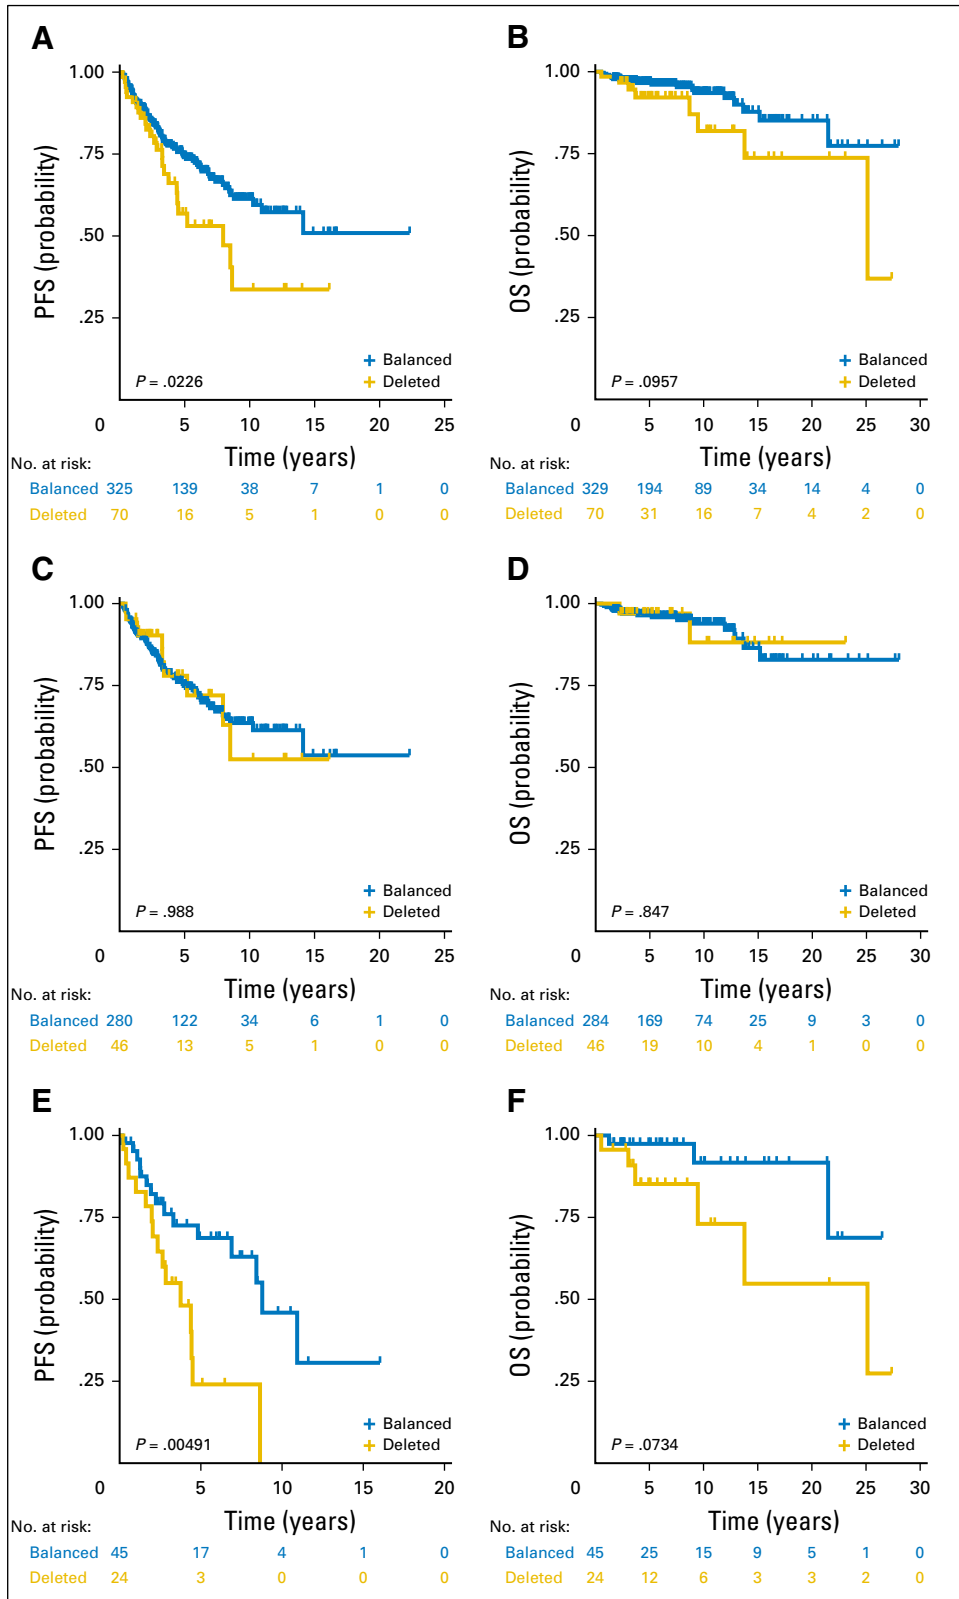 A
PFS (probability)
1.00
.75
.50
.25
P = .0226
Balanced
Deleted
0 5 10 15 20 25
Time (years)
No. at risk:
Balanced 325 139 38 7 1 0
Deleted 70 16 5 1 0 0
B
OS (probability)
1.00
.75
.50
.25
P = .0957
Balanced
Deleted
0 5 10 15 20 25 30
Time (years)
No. at risk:
Balanced 329 194 89 34 14 4 0
Deleted 70 31 16 7 4 2 0
C
PFS (probability)
1.00
.75
.50
.25
P = .988
Balanced
Deleted
0 5 10 15 20 25
Time (years)
No. at risk:
Balanced 280 122 34 6 1 0
Deleted 46 13 5 1 0 0
D
OS (probability)
1.00
.75
.50
.25
P = .847
Balanced
Deleted
0 5 10 15 20 25 30
Time (years)
No. at risk:
Balanced 284 169 74 25 9 3 0
Deleted 46 19 10 4 1 0 0
E
PFS (probability)
1.00
.75
.50
.25
P = .00491
Balanced
Deleted
0 5 10 15 20
Time (years)
No. at risk:
Balanced 45 17 4 1 0
Deleted 24 3 0 0 0
F
OS (probability)
1.00
.75
.50
.25
P = .0734
Balanced
Deleted
0 5 10 15 20 25 30
Time (years)
No. at risk:
Balanced 45 25 15 9 5 1 0
Deleted 24 12 6 3 3 2 0